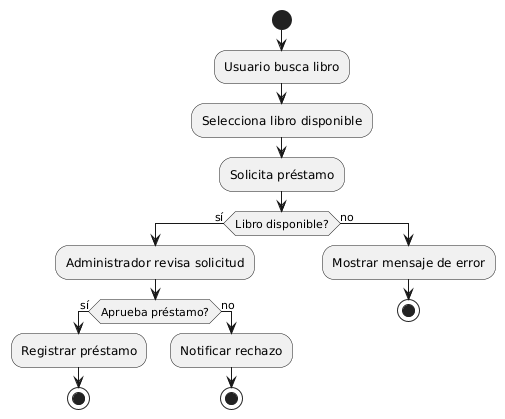 Usuario busca libro
Selecciona libro disponible
Solicita préstamo
sí
Libro disponible?
no
Administrador revisa solicitud
Mostrar mensaje de error
sí
Aprueba préstamo?
no
Registrar préstamo
Notificar rechazo